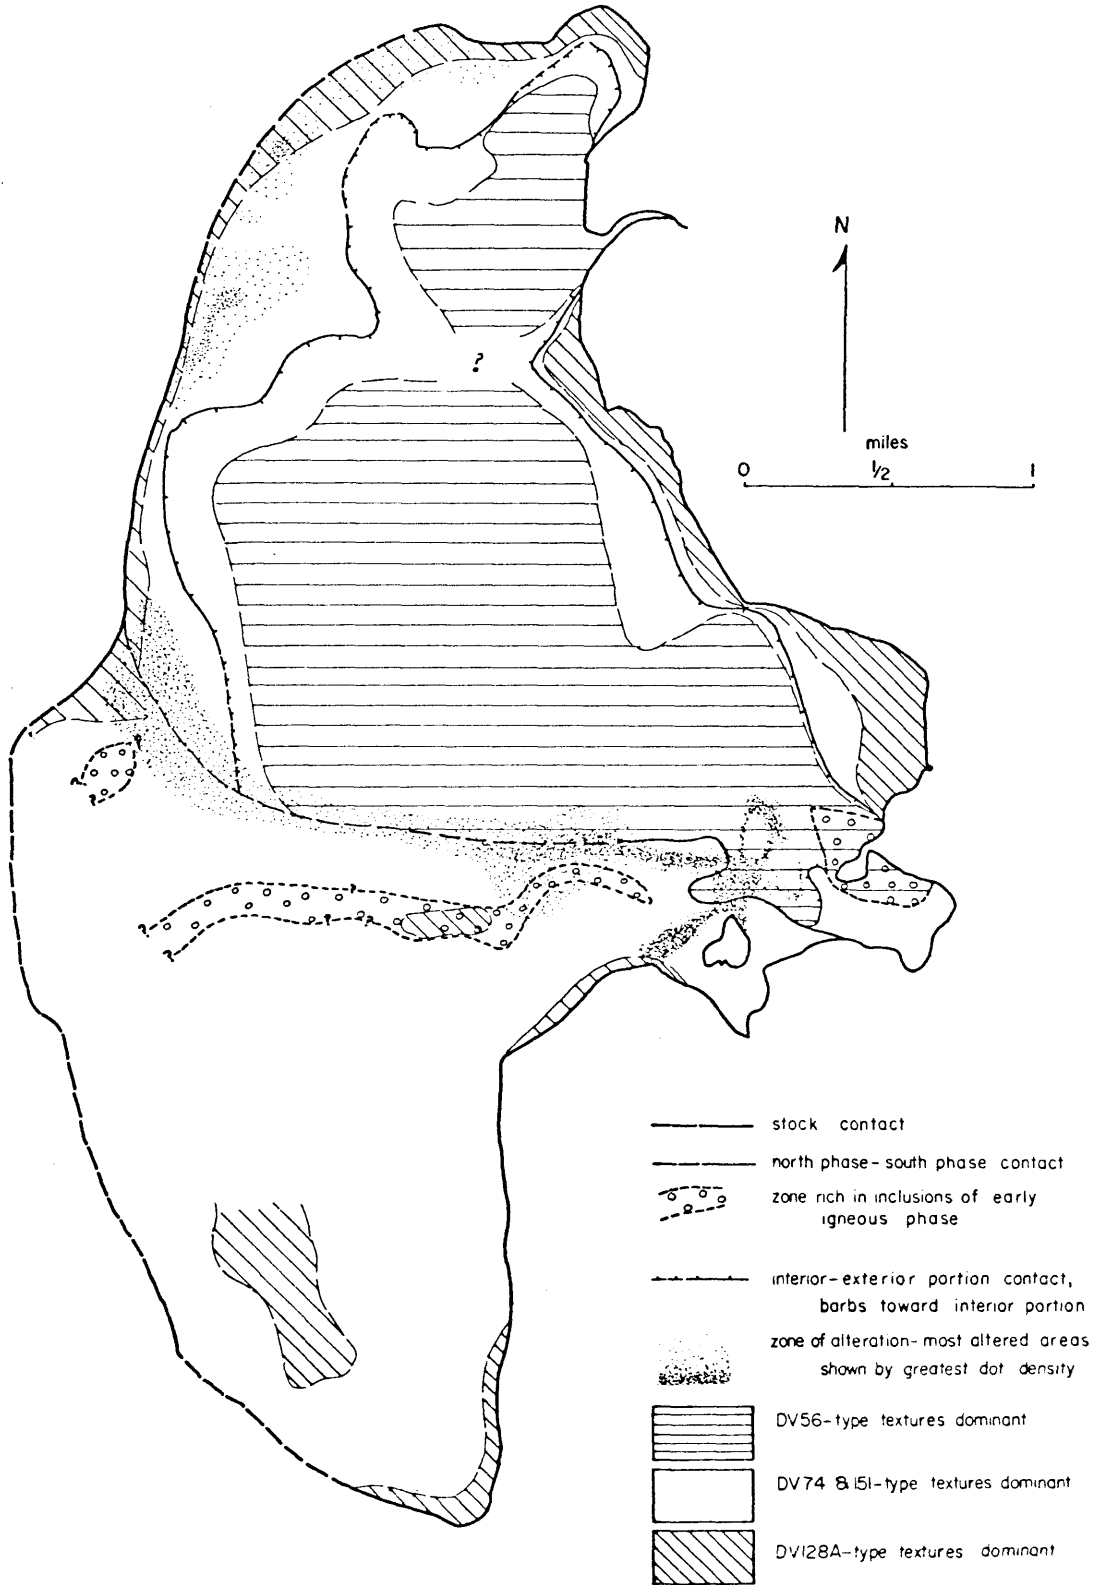 N
miles
0 1/2 1
?
?
?
?
?
?
?
?
stock contact
north phase-south phase contact
zone rich in inclusions of early
igneous phase
interior-exterior portion contact,
barbs toward interior portion
zone of alteration-most altered areas
shown by greatest dot density
DV56-type textures dominant
DV74 & 151-type textures dominant
DV128A-type textures dominant